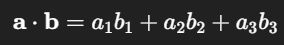 𝐚 · 𝐛 = a₁b₁ + a₂b₂ + a₃b₃